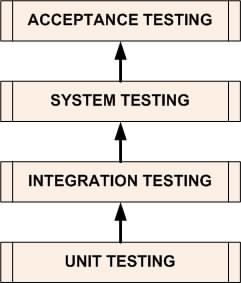 ACCEPTANCE TESTING
SYSTEM TESTING
INTEGRATION TESTING
UNIT TESTING